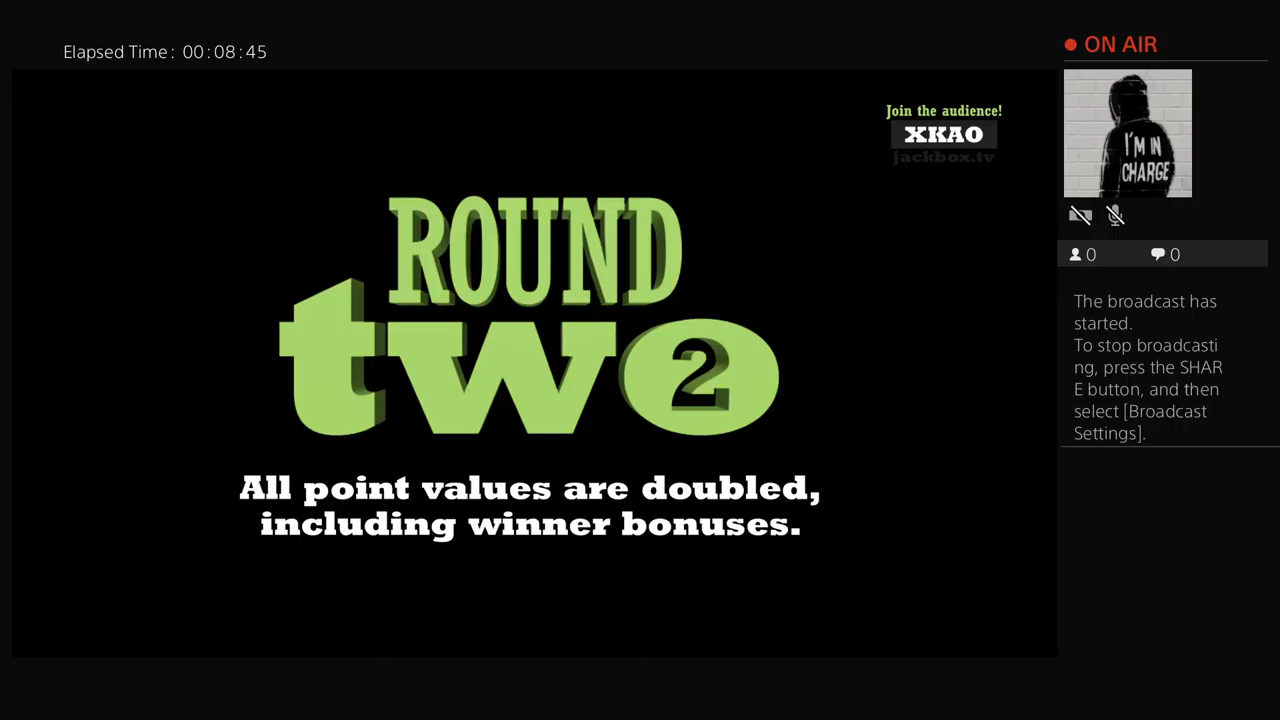 Elapsed Time: 00:08:45
ON AIR
Join the audience!
XKAO
jackbox.tv
I'M IN
CHARGE
ROUND
two
2
0
0
All point values are doubled,
including winner bonuses.
The broadcast has
started.
To stop broadcasti
ng, press the SHAR
E button, and then
select [Broadcast
Settings].